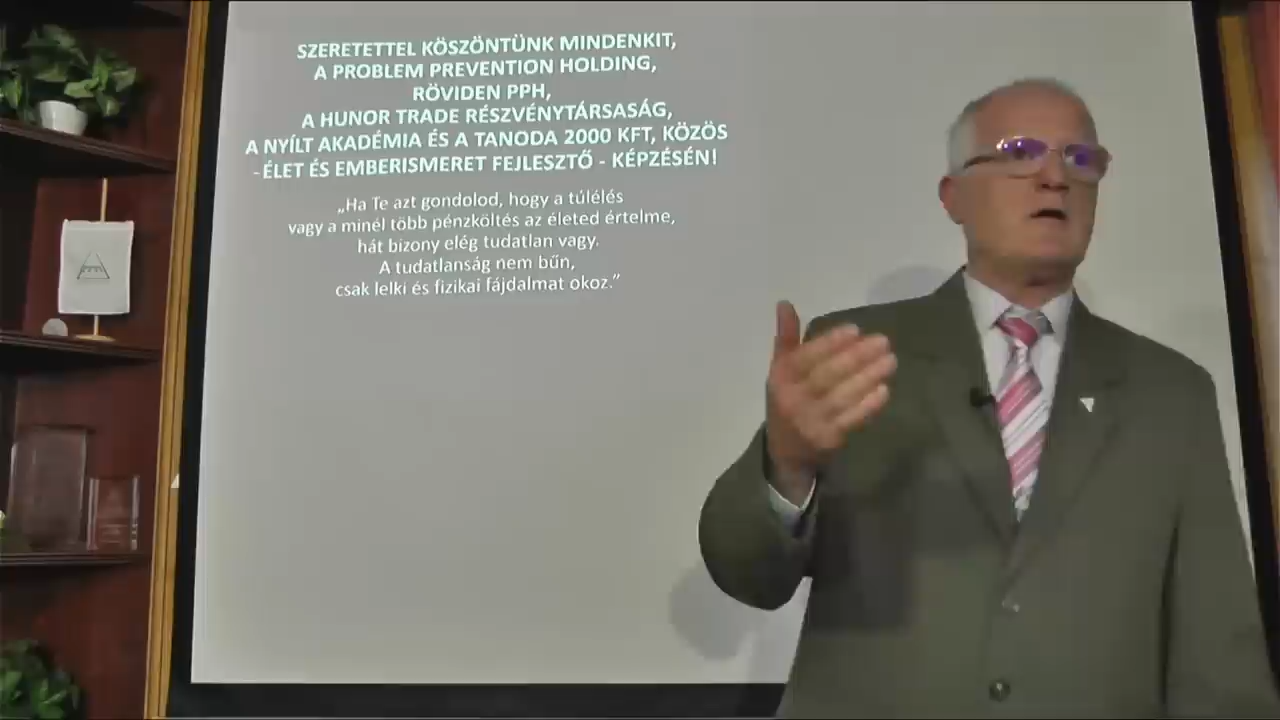 SZERETETTEL KÖSZÖNTÜNK MINDENKIT,
A PROBLEM PREVENTION HOLDING,
RÖVIDEN PPH,
A HUNOR TRADE RÉSZVÉNYTÁRSASÁG,
A NYÍLT AKADÉMIA ÉS A TANODA 2000 KFT, KÖZÖS
- ÉLET ÉS EMBERISMERET FEJLESZTŐ - KÉPZÉSÉN!
„Ha Te azt gondolod, hogy a túlélés
vagy a minél több pénzköltés az életed értelme,
hát bizony elég tudatlan vagy.
A tudatlanság nem bűn,
csak lelki és fizikai fájdalmat okoz.”